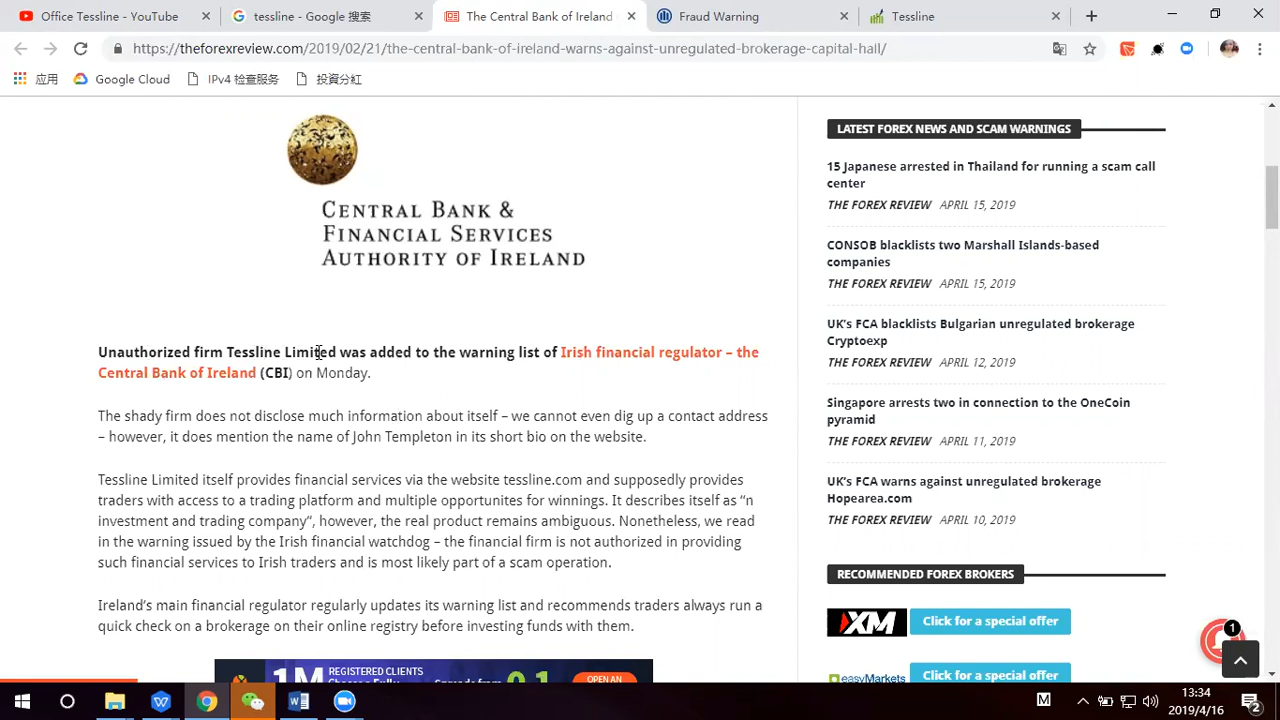 Office Tessline - YouTube
tessline - Google 搜索
The Central Bank of Ireland
Fraud Warning
Tessline
https://theforexreview.com/2019/02/21/the-central-bank-of-ireland-warns-against-unregulated-brokerage-capital-hall/
应用
Google Cloud
IPv4 检查服务
投資分紅
CENTRAL BANK &
FINANCIAL SERVICES
AUTHORITY OF IRELAND
Unauthorized firm Tessline Limited was added to the warning list of Irish financial regulator – the
Central Bank of Ireland (CBI) on Monday.
The shady firm does not disclose much information about itself – we cannot even dig up a contact address
– however, it does mention the name of John Templeton in its short bio on the website.
Tessline Limited itself provides financial services via the website tessline.com and supposedly provides
traders with access to a trading platform and multiple opportunites for winnings. It describes itself as “n
investment and trading company”, however, the real product remains ambiguous. Nonetheless, we read
in the warning issued by the Irish financial watchdog – the financial firm is not authorized in providing
such financial services to Irish traders and is most likely part of a scam operation.
Ireland’s main financial regulator regularly updates its warning list and recommends traders always run a
quick check on a brokerage on their online registry before investing funds with them.
1M
REGISTERED CLIENTS
0.1
OPEN AN
LATEST FOREX NEWS AND SCAM WARNINGS
15 Japanese arrested in Thailand for running a scam call
center
THE FOREX REVIEW APRIL 15, 2019
CONSOB blacklists two Marshall Islands-based
companies
THE FOREX REVIEW APRIL 15, 2019
UK’s FCA blacklists Bulgarian unregulated brokerage
Cryptoexp
THE FOREX REVIEW APRIL 12, 2019
Singapore arrests two in connection to the OneCoin
pyramid
THE FOREX REVIEW APRIL 11, 2019
UK’s FCA warns against unregulated brokerage
Hopearea.com
THE FOREX REVIEW APRIL 10, 2019
RECOMMENDED FOREX BROKERS
XM
Click for a special offer
easyMarkets
Click for a special offer
1
M
13:34
2019/4/16
2